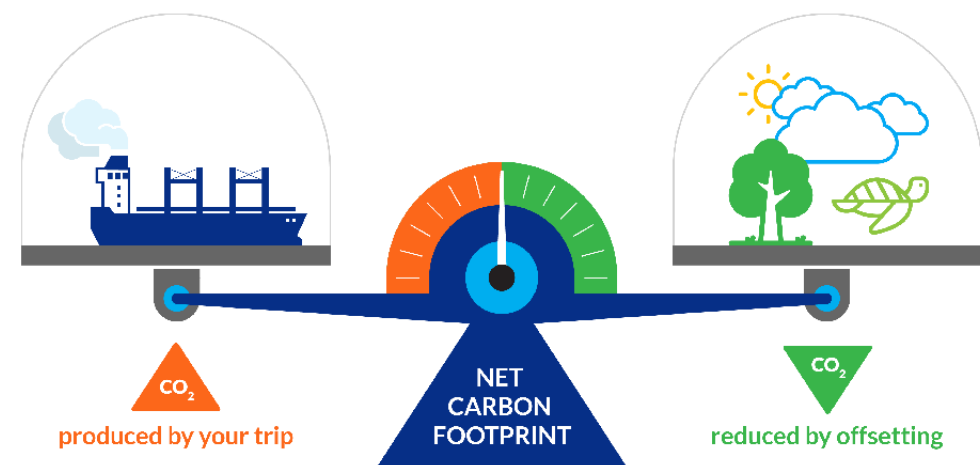 CO₂
produced by your trip
NET
CARBON
FOOTPRINT
CO₂
reduced by offsetting